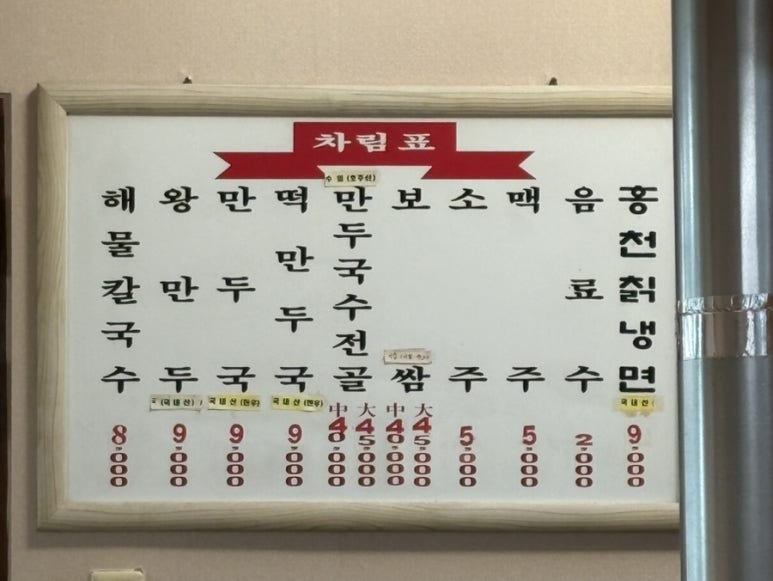 차림표
해물칼국수
8,000
왕만두
(국내산)
9,000
만두국
국내산(한우)
9,000
떡만두국
국내산(한우)
9,000
(호주산)
만두국수전골
中 大
40,000 45,000
보쌈
中 大
40,000 45,000
소주
5,000
맥주
5,000
음료수
2,000
홍천칡냉면
국내산(
9,000